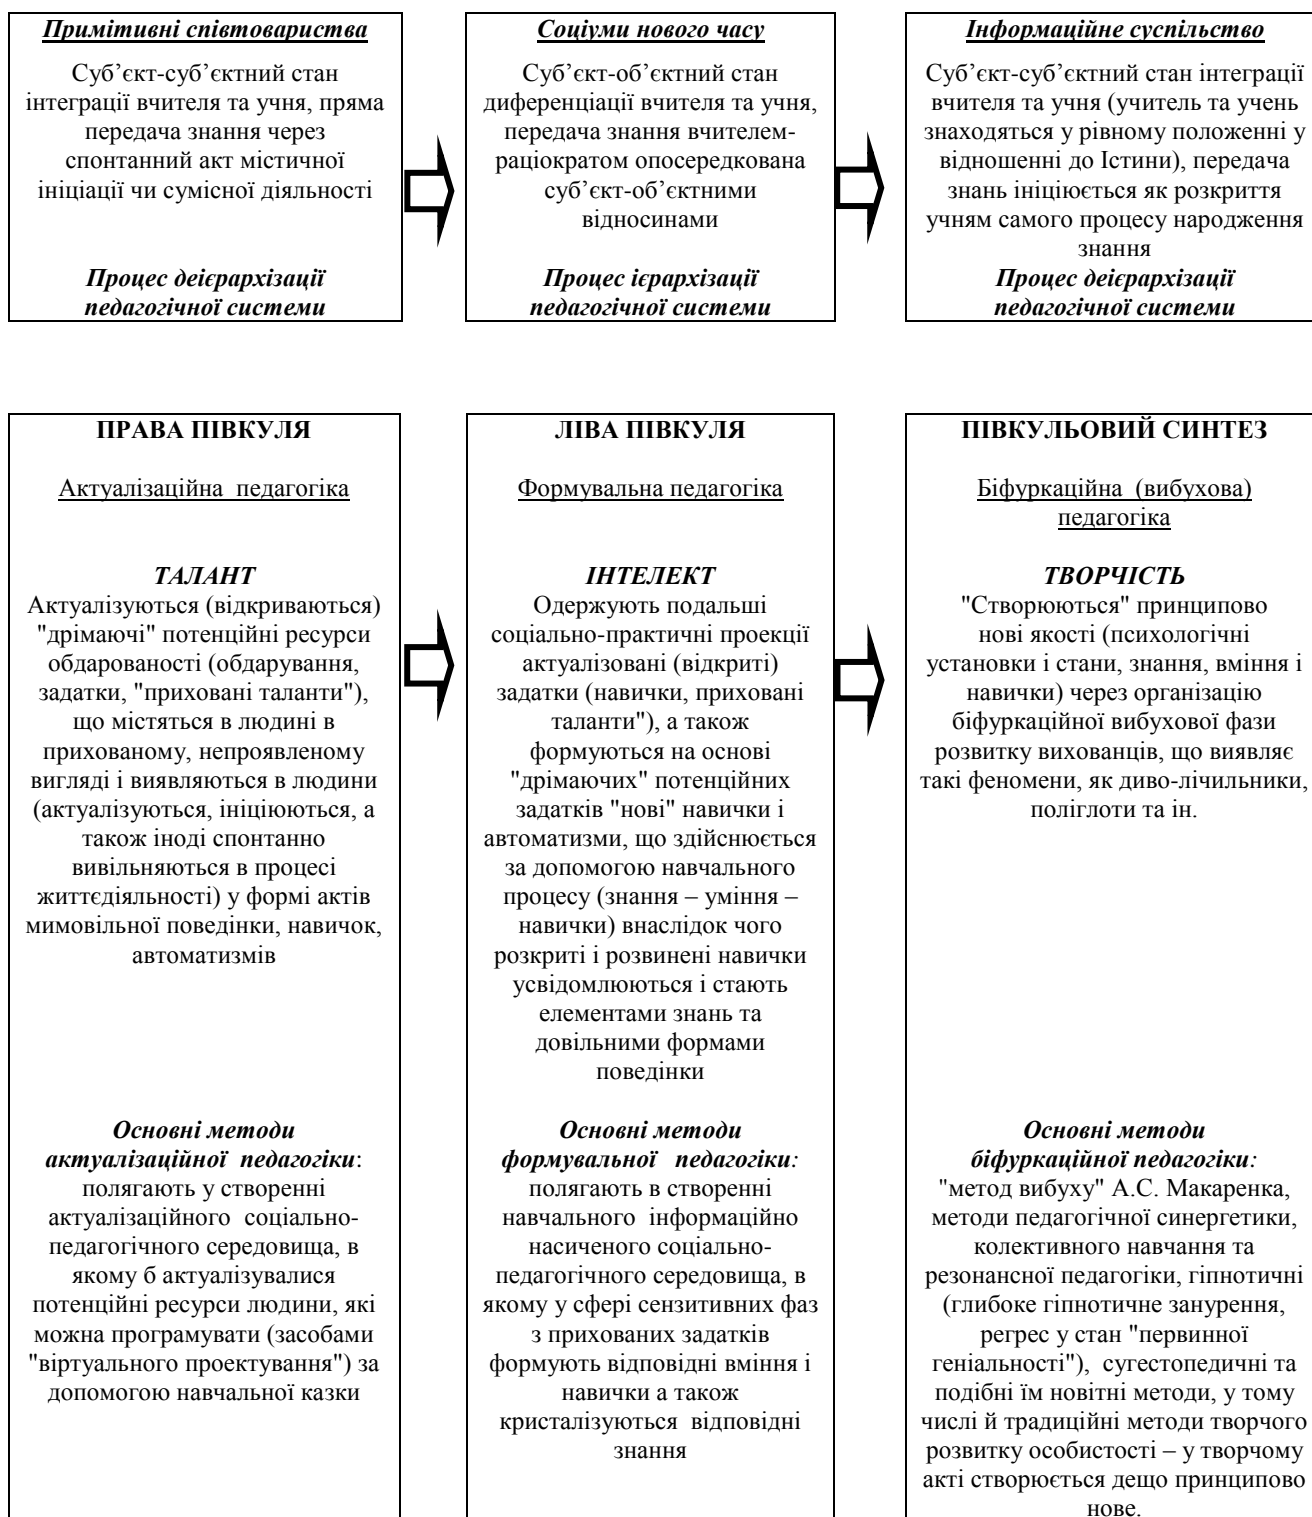 Примітивні співтовариства
Суб’єкт-суб’єктний стан
інтеграції вчителя та учня, пряма
передача знання через
спонтанний акт містичної
ініціації чи сумісної діяльності
Процес деієрархізації
педагогічної системи
Соціуми нового часу
Суб’єкт-об’єктний стан
диференціації вчителя та учня,
передача знання вчителем-
раціократом опосередкована
суб’єкт-об’єктними
відносинами
Процес ієрархізації
педагогічної системи
Інформаційне суспільство
Суб’єкт-суб’єктний стан інтеграції
вчителя та учня (учитель та учень
знаходяться у рівному положенні у
відношенні до Істини), передача
знань ініціюється як розкриття
учням самого процесу народження
знання
Процес деієрархізації
педагогічної системи
ПРАВА ПІВКУЛЯ
Актуалізаційна педагогіка
ТАЛАНТ
Актуалізуються (відкриваються)
"дрімаючі" потенційні ресурси
обдарованості (обдарування,
задатки, "приховані таланти"),
що містяться в людині в
прихованому, непроявленому
вигляді і виявляються в людини
(актуалізуються, ініціюються, а
також іноді спонтанно
вивільняються в процесі
життєдіяльності) у формі актів
мимовільної поведінки, навичок,
автоматизмів
Основні методи
актуалізаційної педагогіки:
полягають у створенні
актуалізаційного соціально-
педагогічного середовища, в
якому б актуалізувалися
потенційні ресурси людини, які
можна програмувати (засобами
"віртуального проектування") за
допомогою навчальної казки
ЛІВА ПІВКУЛЯ
Формувальна педагогіка
ІНТЕЛЕКТ
Одержують подальші
соціально-практичні проекції
актуалізовані (відкриті)
задатки (навички, приховані
таланти"), а також
формуються на основі
"дрімаючих" потенційних
задатків "нові" навички і
автоматизми, що здійснюється
за допомогою навчального
процесу (знання – уміння –
навички) внаслідок чого
розкриті і розвинені навички
усвідомлюються і стають
елементами знань та
довільними формами
поведінки
Основні методи
формувальної педагогіки:
полягають в створенні
навчального інформаційно
насиченого соціально-
педагогічного середовища, в
якому у сфері сензитивних фаз
з прихованих задатків
формують відповідні вміння і
навички а також
кристалізуються відповідні
знання
ПІВКУЛЬОВИЙ СИНТЕЗ
Біфуркаційна (вибухова)
педагогіка
ТВОРЧІСТЬ
"Створюються" принципово
нові якості (психологічні
установки і стани, знання, вміння і
навички) через організацію
біфуркаційної вибухової фази
розвитку вихованців, що виявляє
такі феномени, як диво-лічильники,
поліглоти та ін.
Основні методи
біфуркаційної педагогіки:
"метод вибуху" А.С. Макаренка,
методи педагогічної синергетики,
колективного навчання та
резонансної педагогіки, гіпнотичні
(глибоке гіпнотичне занурення,
регрес у стан "первинної
геніальності"), сугестопедичні та
подібні їм новітні методи, у тому
числі й традиційні методи творчого
розвитку особистості – у творчому
акті створюється дещо принципово
нове.